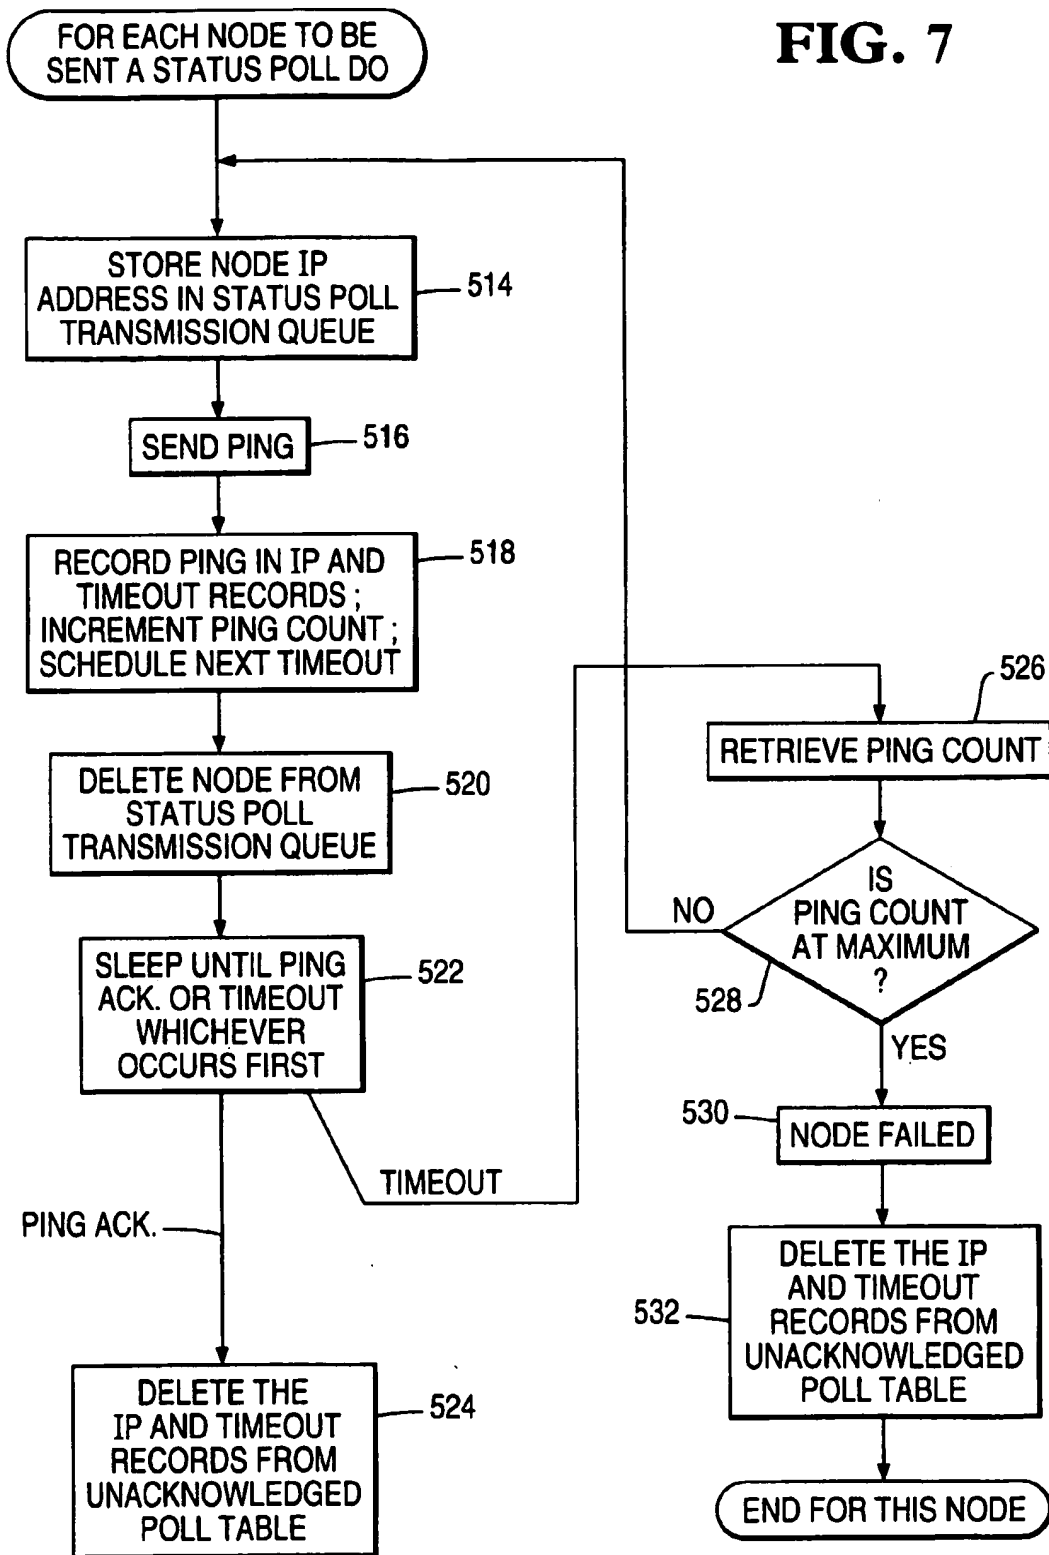 FIG. 7
FOR EACH NODE TO BE
SENT A STATUS POLL DO
STORE NODE IP
ADDRESS IN STATUS POLL
TRANSMISSION QUEUE
514
SEND PING
516
RECORD PING IN IP AND
TIMEOUT RECORDS ;
INCREMENT PING COUNT ;
SCHEDULE NEXT TIMEOUT
518
DELETE NODE FROM
STATUS POLL
TRANSMISSION QUEUE
520
SLEEP UNTIL PING
ACK. OR TIMEOUT
WHICHEVER
OCCURS FIRST
522
TIMEOUT
PING ACK.
DELETE THE
IP AND TIMEOUT
RECORDS FROM
UNACKNOWLEDGED
POLL TABLE
524
526
RETRIEVE PING COUNT
IS
PING COUNT
AT MAXIMUM
?
528
NO
YES
530
NODE FAILED
532
DELETE THE IP
AND TIMEOUT
RECORDS FROM
UNACKNOWLEDGED
POLL TABLE
END FOR THIS NODE